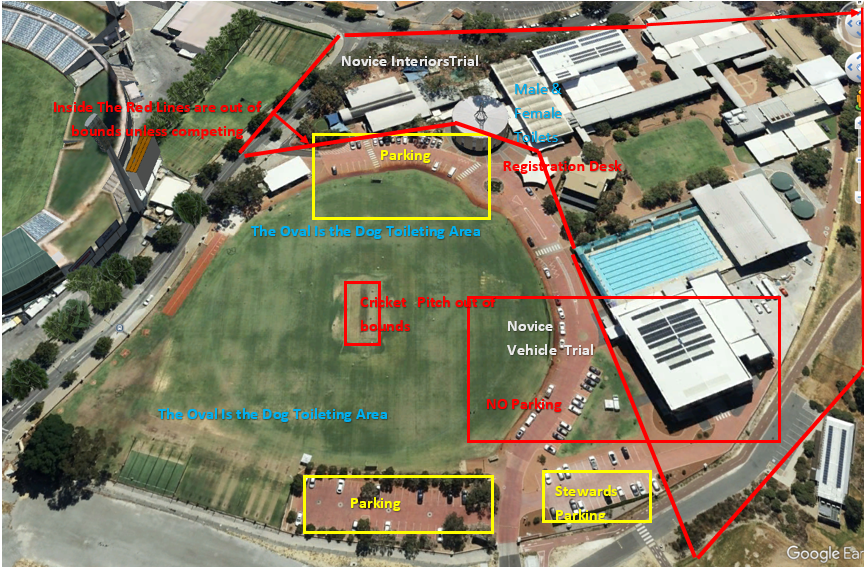 Novice InteriorsTrial
Male &
Female
Toilets
Inside The Red Lines are out of
bounds unless competing
Parking
Registration Desk
The Oval Is the Dog Toileting Area
Cricket Pitch out of
bounds
Novice
Vehicle Trial
The Oval Is the Dog Toileting Area
NO Parking
Parking
Stewards
Parking
Google Ear